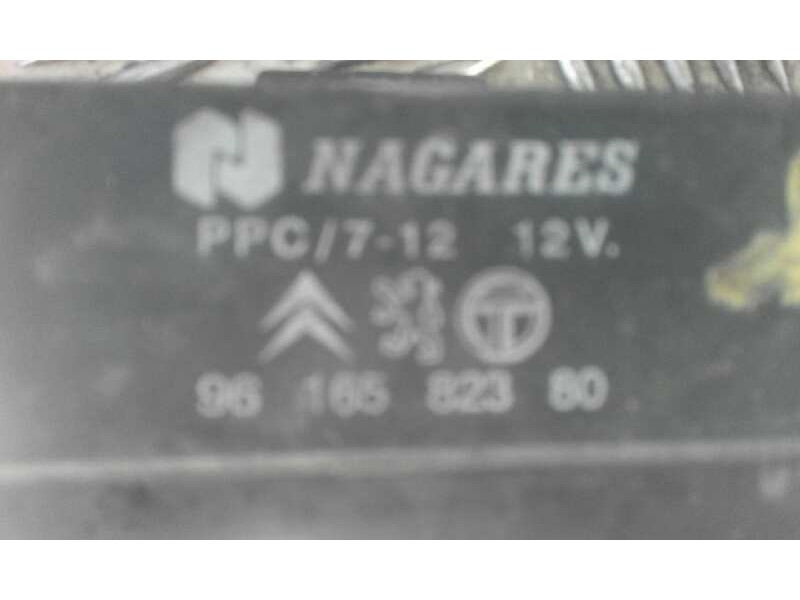 NAGARES
PPC/7-12 12V.
96 165 823 80